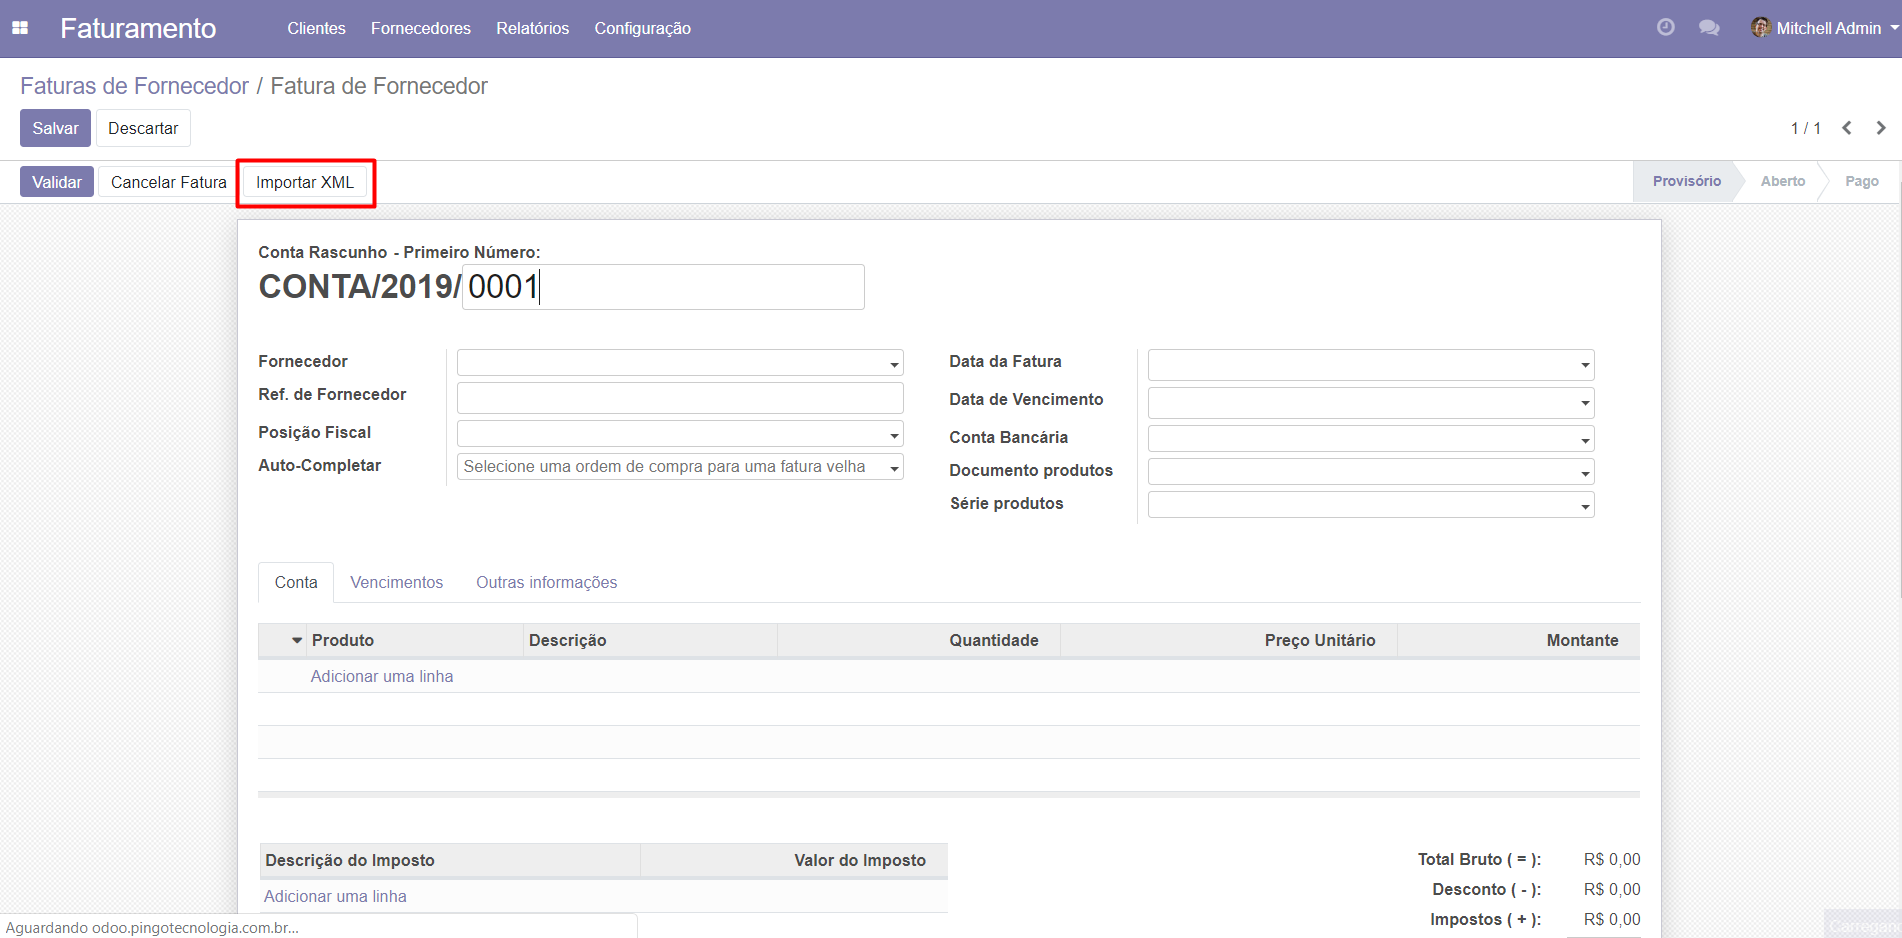 Faturamento Clientes Fornecedores Relatórios Configuração Mitchell Admin
Faturas de Fornecedor / Fatura de Fornecedor
Salvar Descartar 1 / 1
Validar Cancelar Fatura Importar XML Provisório Aberto Pago
Conta Rascunho - Primeiro Número:
CONTA/2019/ 0001
Fornecedor
Ref. de Fornecedor
Posição Fiscal
Auto-Completar Selecione uma ordem de compra para uma fatura velha
Data da Fatura
Data de Vencimento
Conta Bancária
Documento produtos
Série produtos
Conta Vencimentos Outras informações
Produto Descrição Quantidade Preço Unitário Montante
Adicionar uma linha
Descrição do Imposto Valor do Imposto
Adicionar uma linha
Total Bruto ( = ): R$ 0,00
Desconto ( - ): R$ 0,00
Impostos ( + ): R$ 0,00
Aguardando odoo.pingotecnologia.com.br...